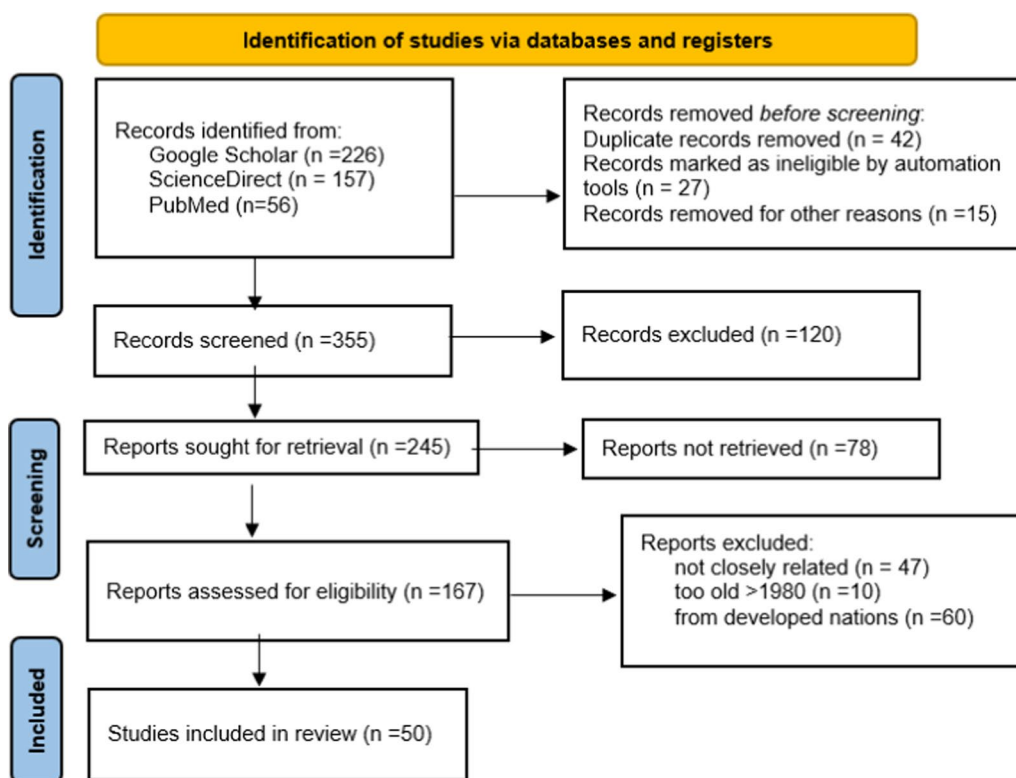 Identification of studies via databases and registers
Identification
Records identified from:
Google Scholar (n =226)
ScienceDirect (n = 157)
PubMed (n=56)
Records removed before screening:
Duplicate records removed (n = 42)
Records marked as ineligible by automation
tools (n = 27)
Records removed for other reasons (n =15)
Records screened (n =355)
Records excluded (n =120)
Screening
Reports sought for retrieval (n =245)
Reports not retrieved (n =78)
Reports assessed for eligibility (n =167)
Reports excluded:
not closely related (n = 47)
too old >1980 (n =10)
from developed nations (n =60)
Included
Studies included in review (n =50)